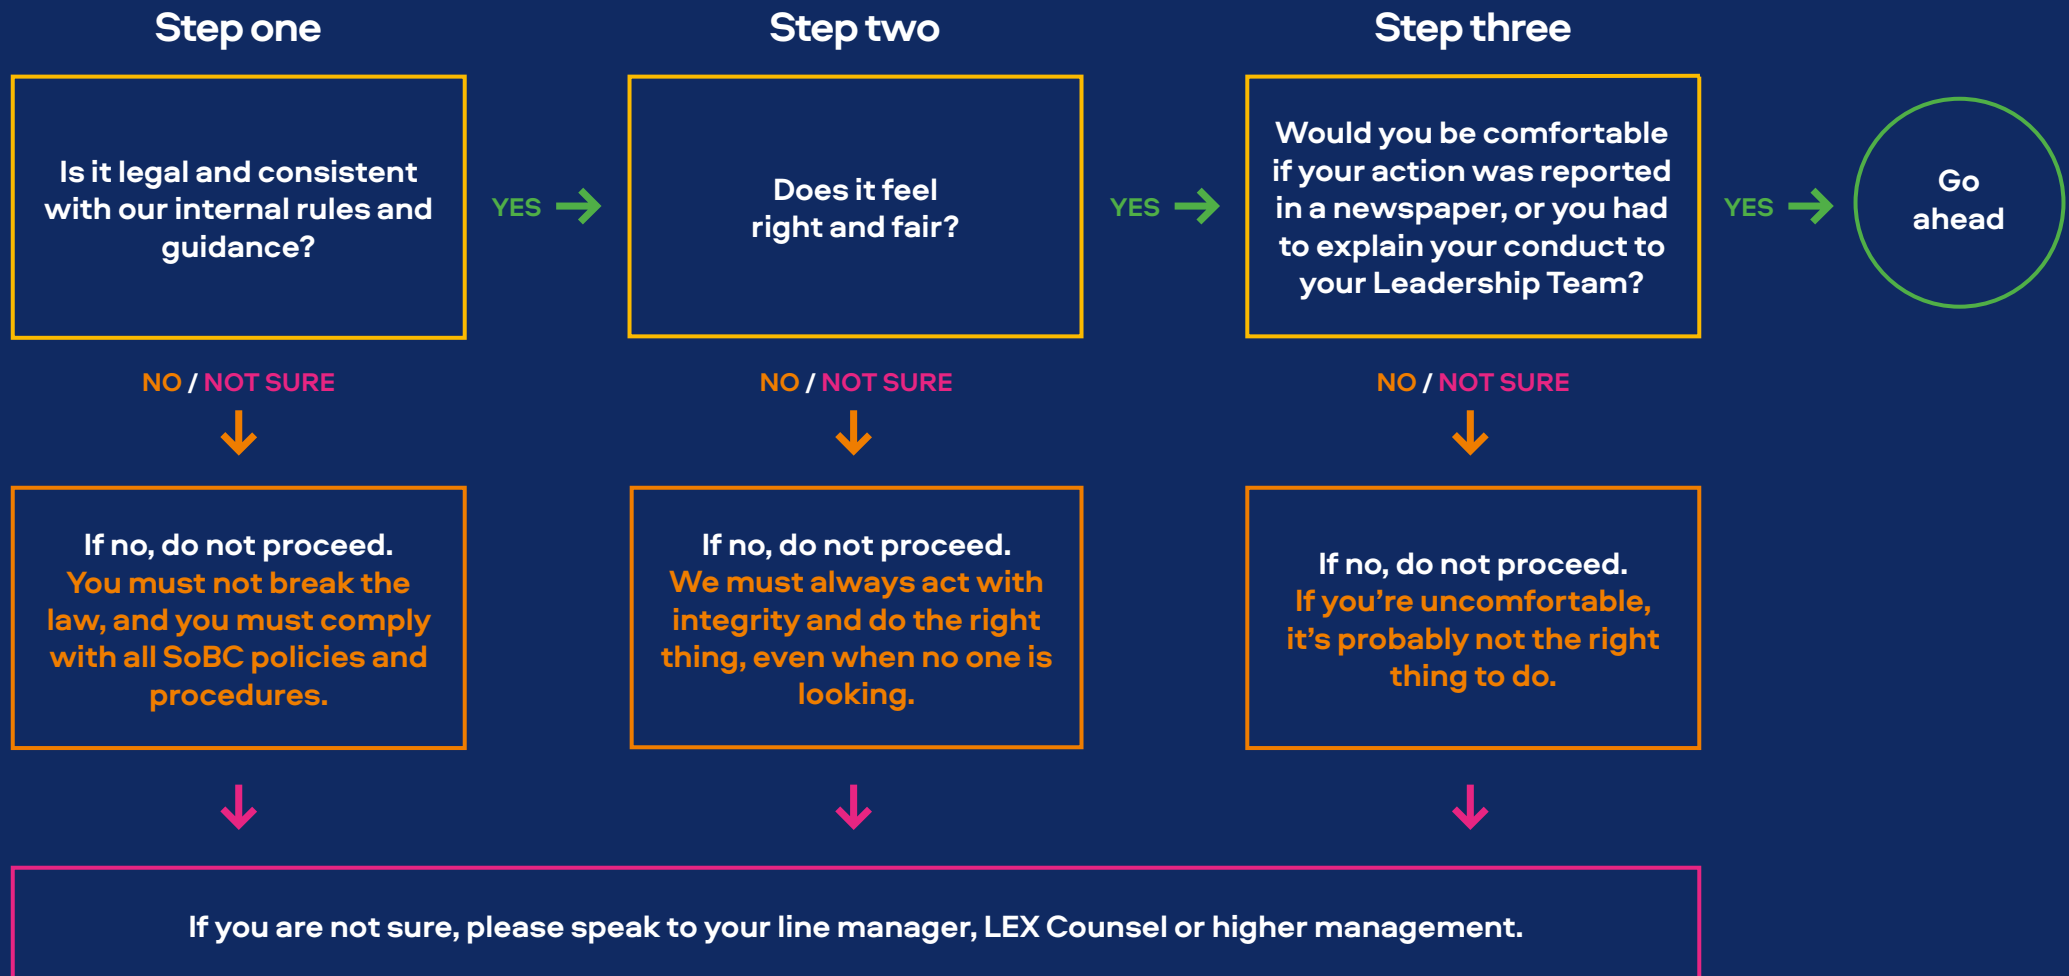 Step one
Is it legal and consistent
with our internal rules and
guidance?
YES
NO / NOT SURE
If no, do not proceed.
You must not break the
law, and you must comply
with all SoBC policies and
procedures.
Step two
Does it feel
right and fair?
YES
NO / NOT SURE
If no, do not proceed.
We must always act with
integrity and do the right
thing, even when no one is
looking.
Step three
Would you be comfortable
if your action was reported
in a newspaper, or you had
to explain your conduct to
your Leadership Team?
YES
NO / NOT SURE
If no, do not proceed.
If you’re uncomfortable,
it’s probably not the right
thing to do.
Go
ahead
If you are not sure, please speak to your line manager, LEX Counsel or higher management.